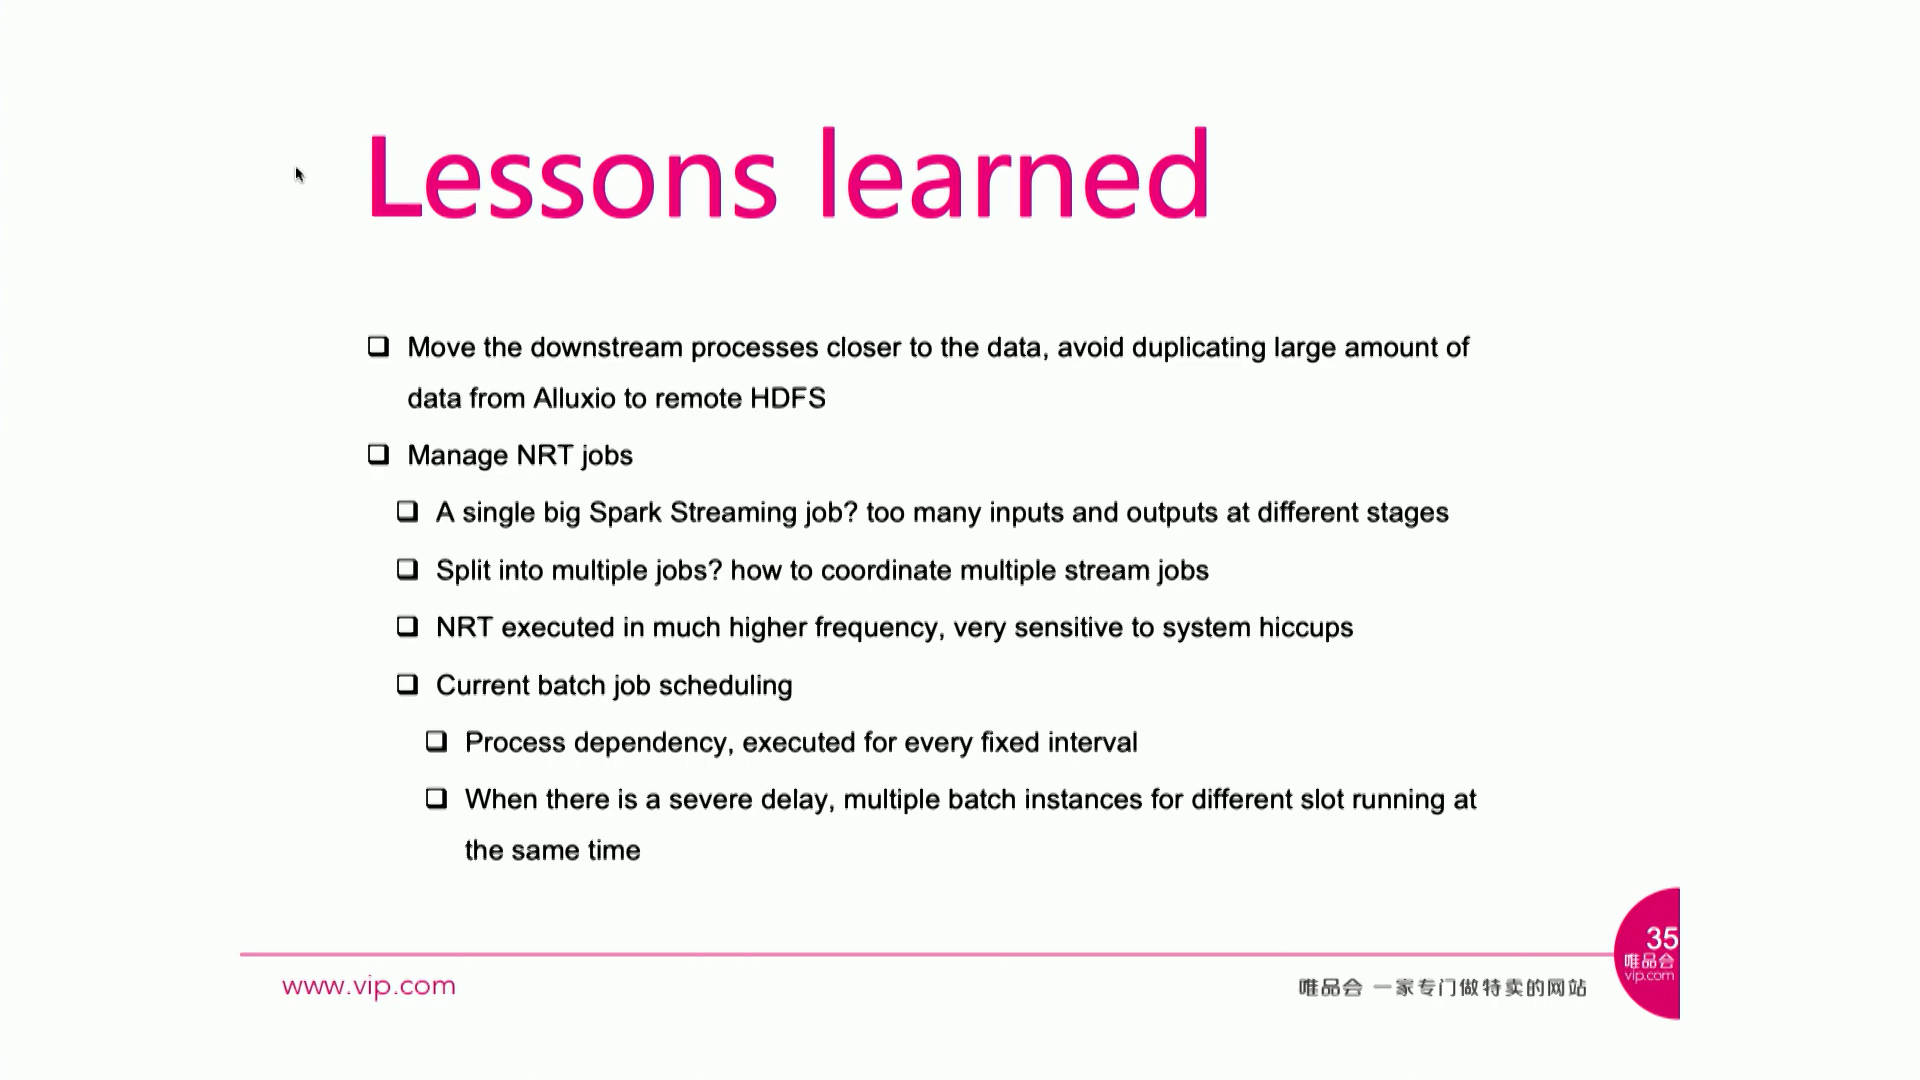 Lessons learned
Move the downstream processes closer to the data, avoid duplicating large amount of
data from Alluxio to remote HDFS
Manage NRT jobs
A single big Spark Streaming job? too many inputs and outputs at different stages
Split into multiple jobs? how to coordinate multiple stream jobs
NRT executed in much higher frequency, very sensitive to system hiccups
Current batch job scheduling
Process dependency, executed for every fixed interval
When there is a severe delay, multiple batch instances for different slot running at
the same time
35
唯品会
vip.com
www.vip.com
唯品会 一家专门做特卖的网站